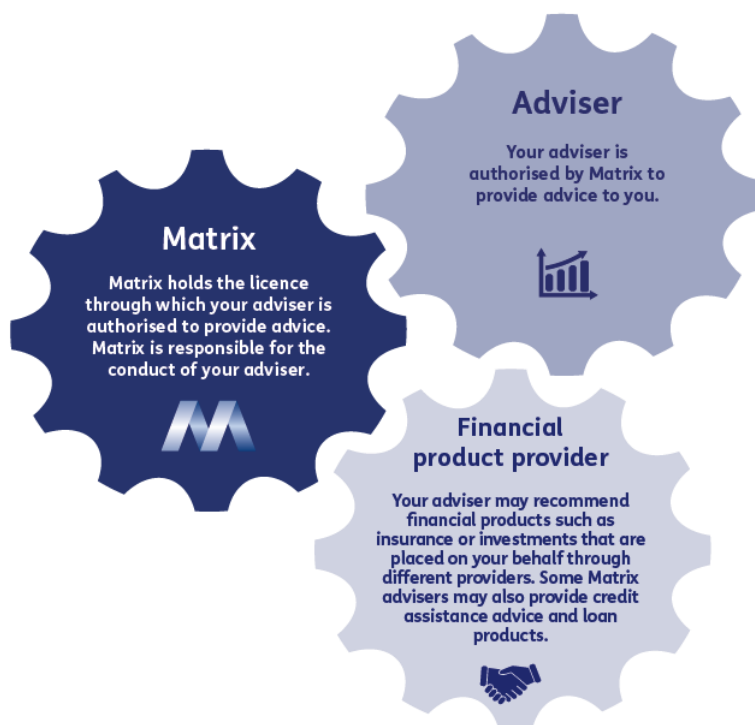 Adviser
Your adviser is
authorised by Matrix to
provide advice to you.
Matrix
Matrix holds the licence
through which your adviser is
authorised to provide advice.
Matrix is responsible for the
conduct of your adviser.
Financial
product provider
Your adviser may recommend
financial products such as
insurance or investments that are
placed on your behalf through
different providers. Some Matrix
advisers may also provide credit
assistance advice and loan
products.